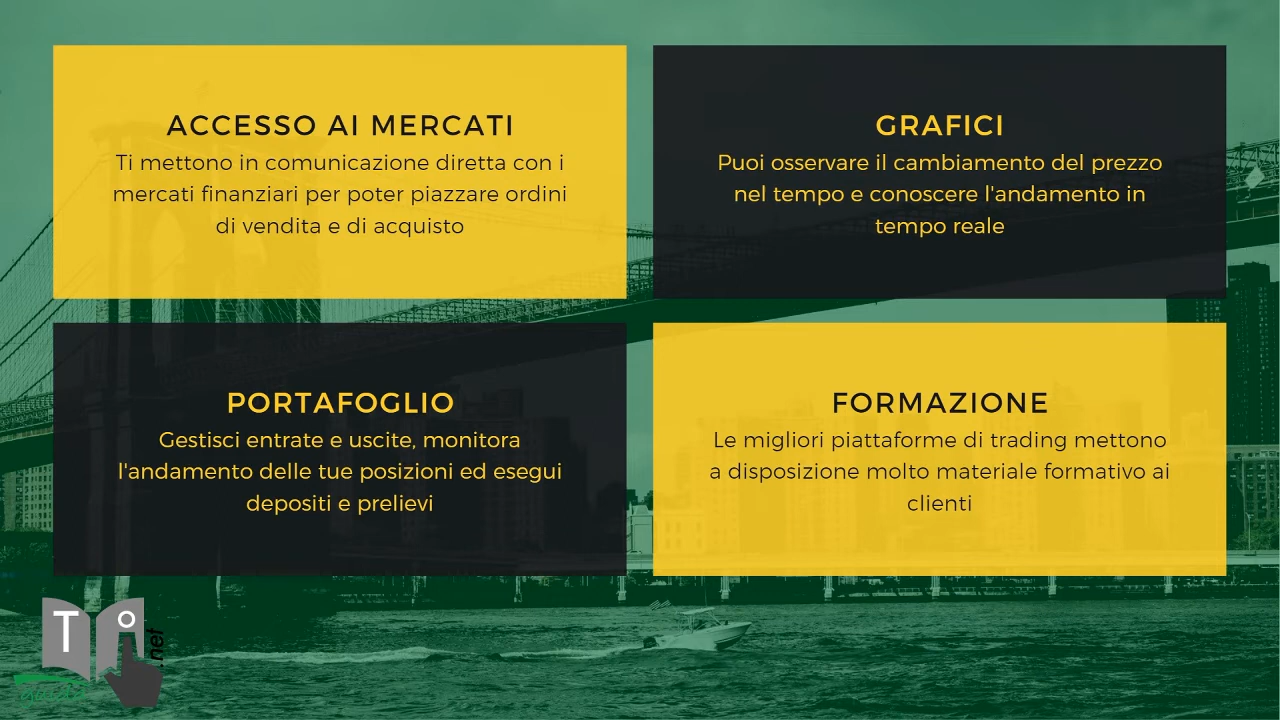 ACCESSO AI MERCATI
Ti mettono in comunicazione diretta con i
mercati finanziari per poter piazzare ordini
di vendita e di acquisto
GRAFICI
Puoi osservare il cambiamento del prezzo
nel tempo e conoscere l'andamento in
tempo reale
PORTAFOGLIO
Gestisci entrate e uscite, monitora
l'andamento delle tue posizioni ed esegui
depositi e prelievi
FORMAZIONE
Le migliori piattaforme di trading mettono
a disposizione molto materiale formativo ai
clienti
T
.net